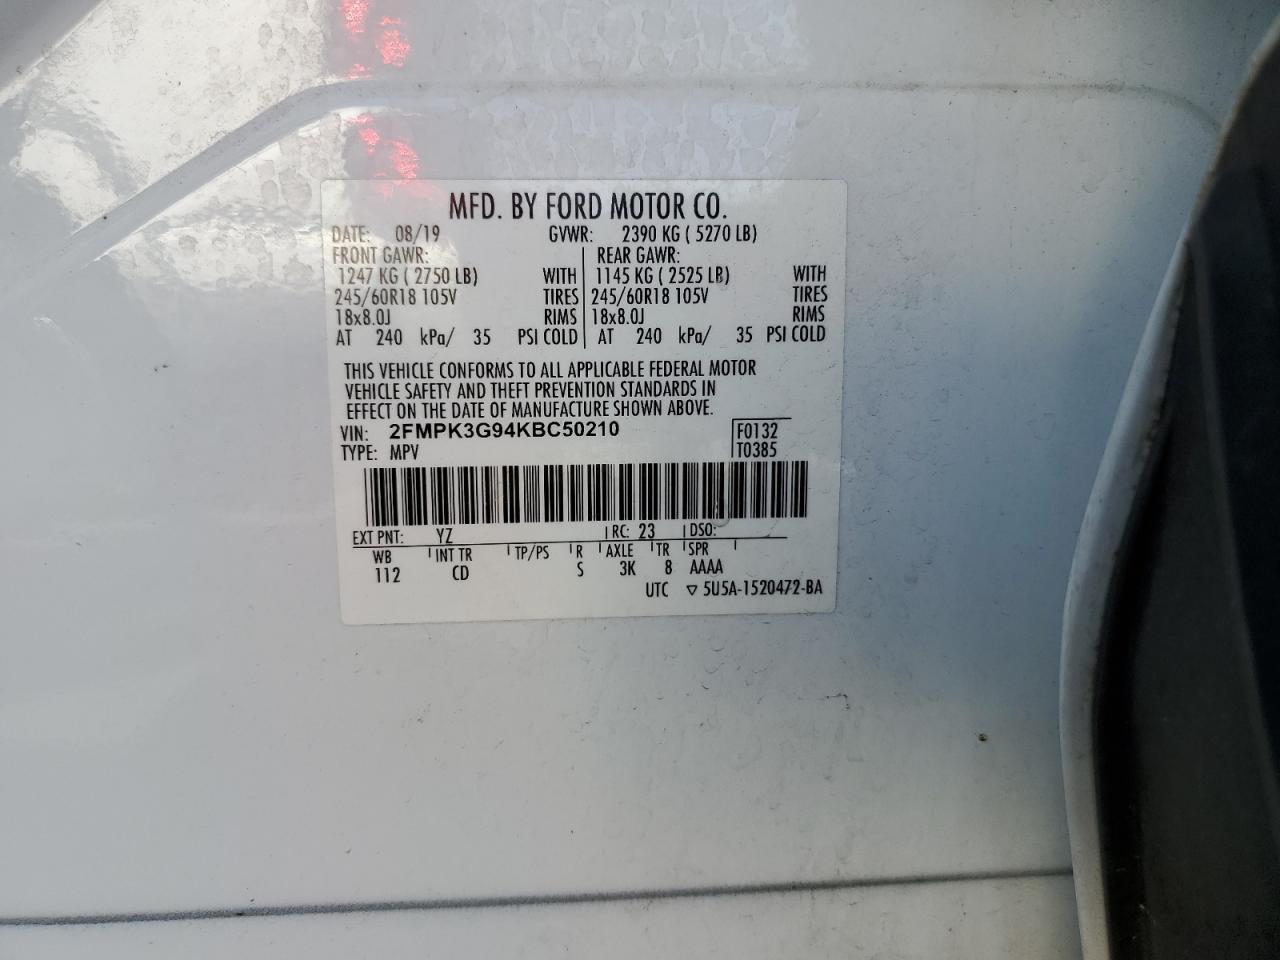 MFD. BY FORD MOTOR CO.
DATE: 08/19 GVWR: 2390 KG ( 5270 LB)
FRONT GAWR: REAR GAWR:
1247 KG ( 2750 LB) WITH 1145 KG ( 2525 LB) WITH
245/60R18 105V TIRES 245/60R18 105V TIRES
18x8.0J RIMS 18x8.0J RIMS
AT 240 kPa/ 35 PSI COLD AT 240 kPa/ 35 PSI COLD
THIS VEHICLE CONFORMS TO ALL APPLICABLE FEDERAL MOTOR
VEHICLE SAFETY AND THEFT PREVENTION STANDARDS IN
EFFECT ON THE DATE OF MANUFACTURE SHOWN ABOVE.
VIN: 2FMPK3G94KBC50210 F0132
TYPE: MPV T0385
EXT PNT: YZ RC: 23 DSO:
WB INT TR TP/PS R AXLE TR SPR
112 CD S 3K 8 AAAA
UTC ▽ 5U5A-1520472-BA